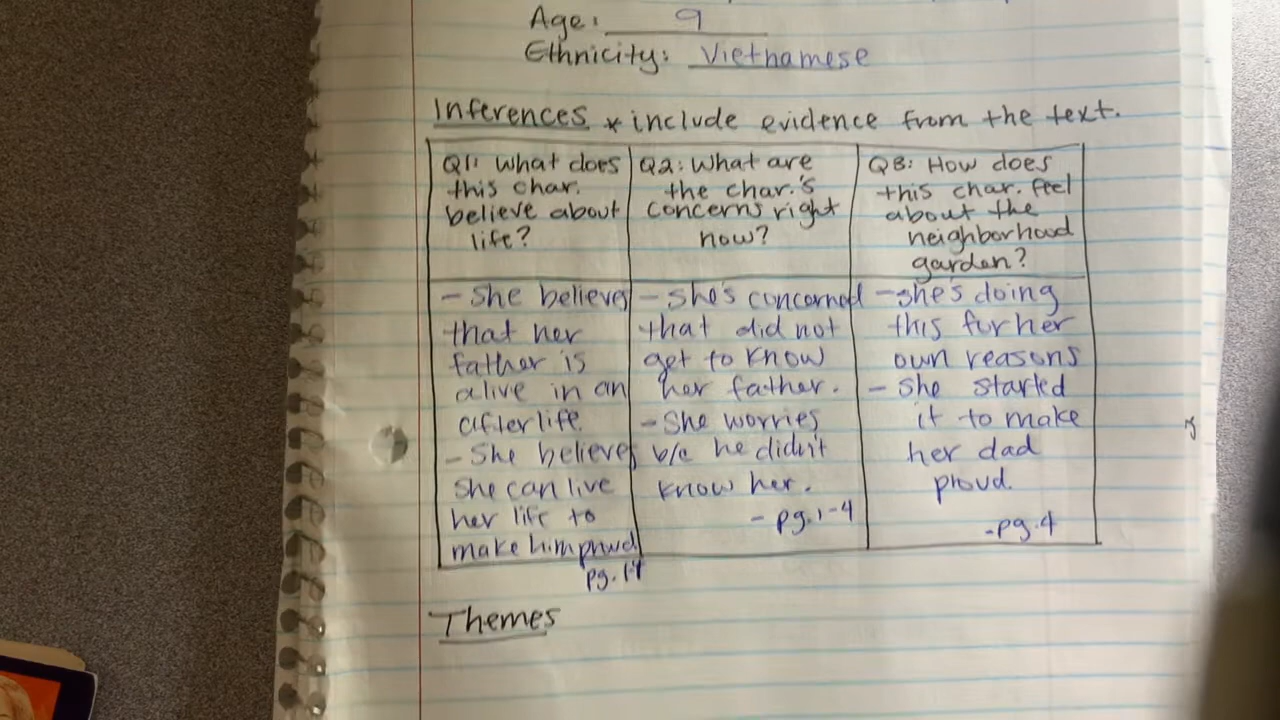 Age: 9
Ethnicity: Vietnamese
Inferences * include evidence from the text.
Q1: What does
this char.
believe about
life?
Q2: What are
the char.'s
concerns right
now?
Q3: How does
this char. feel
about the
neighborhood
garden?
- She believes
that her
father is
alive in an
afterlife.
- She believes
she can live
her life to
make him proud
pg. 1-4
- she's concerned
that did not
get to know
her father.
- She worries
b/c he didn't
know her.
- pg. 1-4
- she's doing
this for her
own reasons
- she started
it to make
her dad
proud.
- pg. 4
Themes